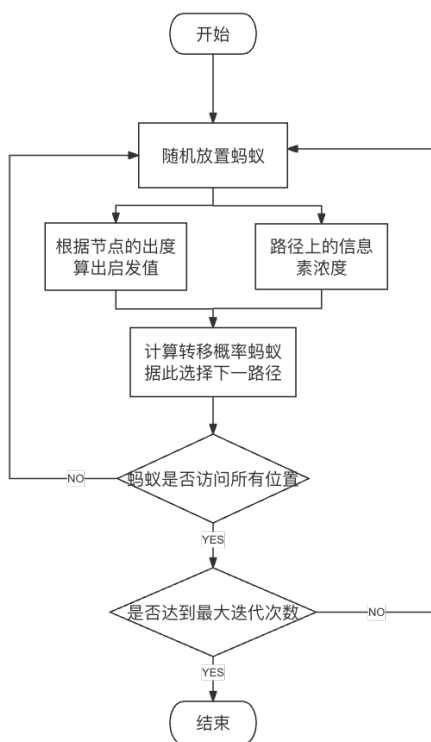 开始
随机放置蚂蚁
根据节点的出度
算出启发值
路径上的信息
素浓度
计算转移概率蚂蚁
据此选择下一路径
蚂蚁是否访问所有位置
NO
YES
是否达到最大迭代次数
NO
YES
结束